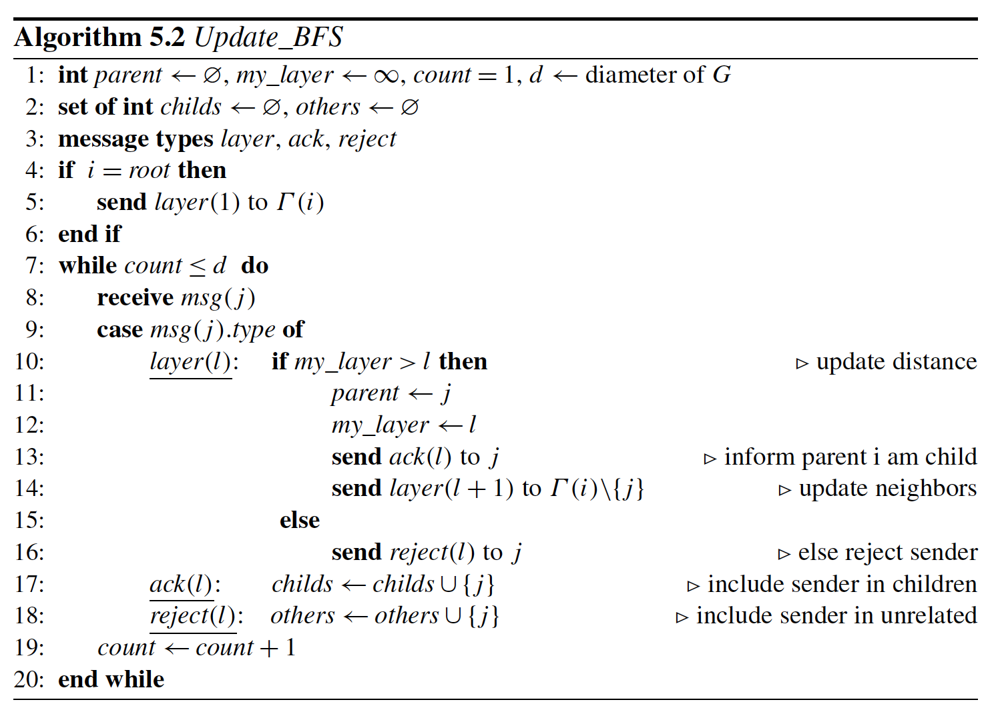 Algorithm 5.2 Update_BFS
1: int parent ← ∅, my_layer ← ∞, count = 1, d ← diameter of G
2: set of int childs ← ∅, others ← ∅
3: message types layer, ack, reject
4: if i = root then
5: send layer(1) to Γ(i)
6: end if
7: while count ≤ d do
8: receive msg(j)
9: case msg(j).type of
10: layer(l): if my_layer > l then ▷ update distance
11: parent ← j
12: my_layer ← l
13: send ack(l) to j ▷ inform parent i am child
14: send layer(l + 1) to Γ(i)\{j} ▷ update neighbors
15: else
16: send reject(l) to j ▷ else reject sender
17: ack(l): childs ← childs ∪ {j} ▷ include sender in children
18: reject(l): others ← others ∪ {j} ▷ include sender in unrelated
19: count ← count + 1
20: end while